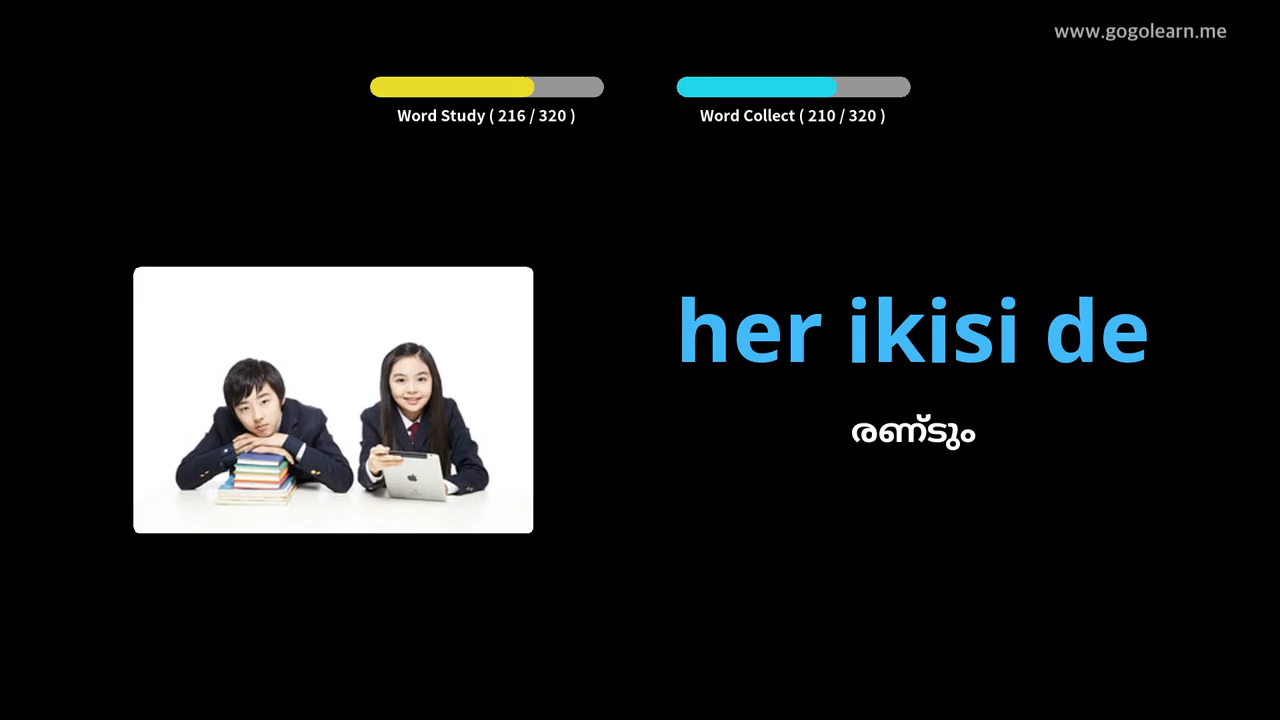 www.gogolearn.me
Word Study ( 216 / 320 )
Word Collect ( 210 / 320 )
her ikisi de
രണ്ടും